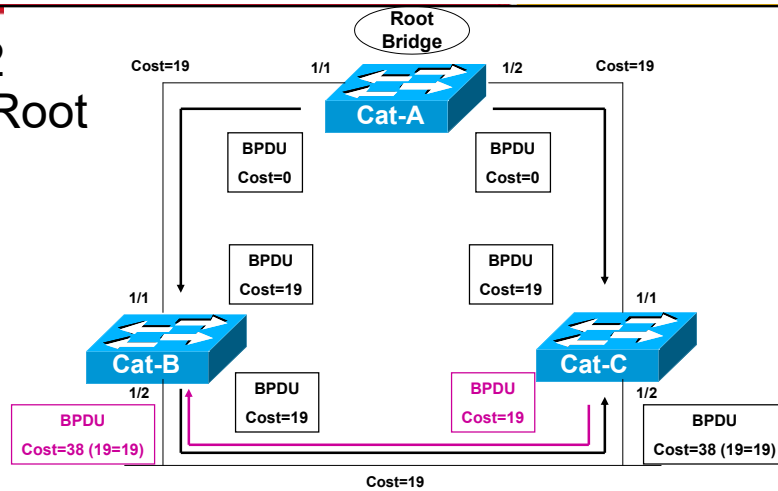 2
Root
Root
Bridge
Cost=19
1/1
1/2
Cost=19
Cat-A
BPDU
Cost=0
BPDU
Cost=0
BPDU
Cost=19
BPDU
Cost=19
1/1
1/1
Cat-B
Cat-C
1/2
1/2
BPDU
Cost=38 (19=19)
BPDU
Cost=19
BPDU
Cost=19
BPDU
Cost=38 (19=19)
Cost=19